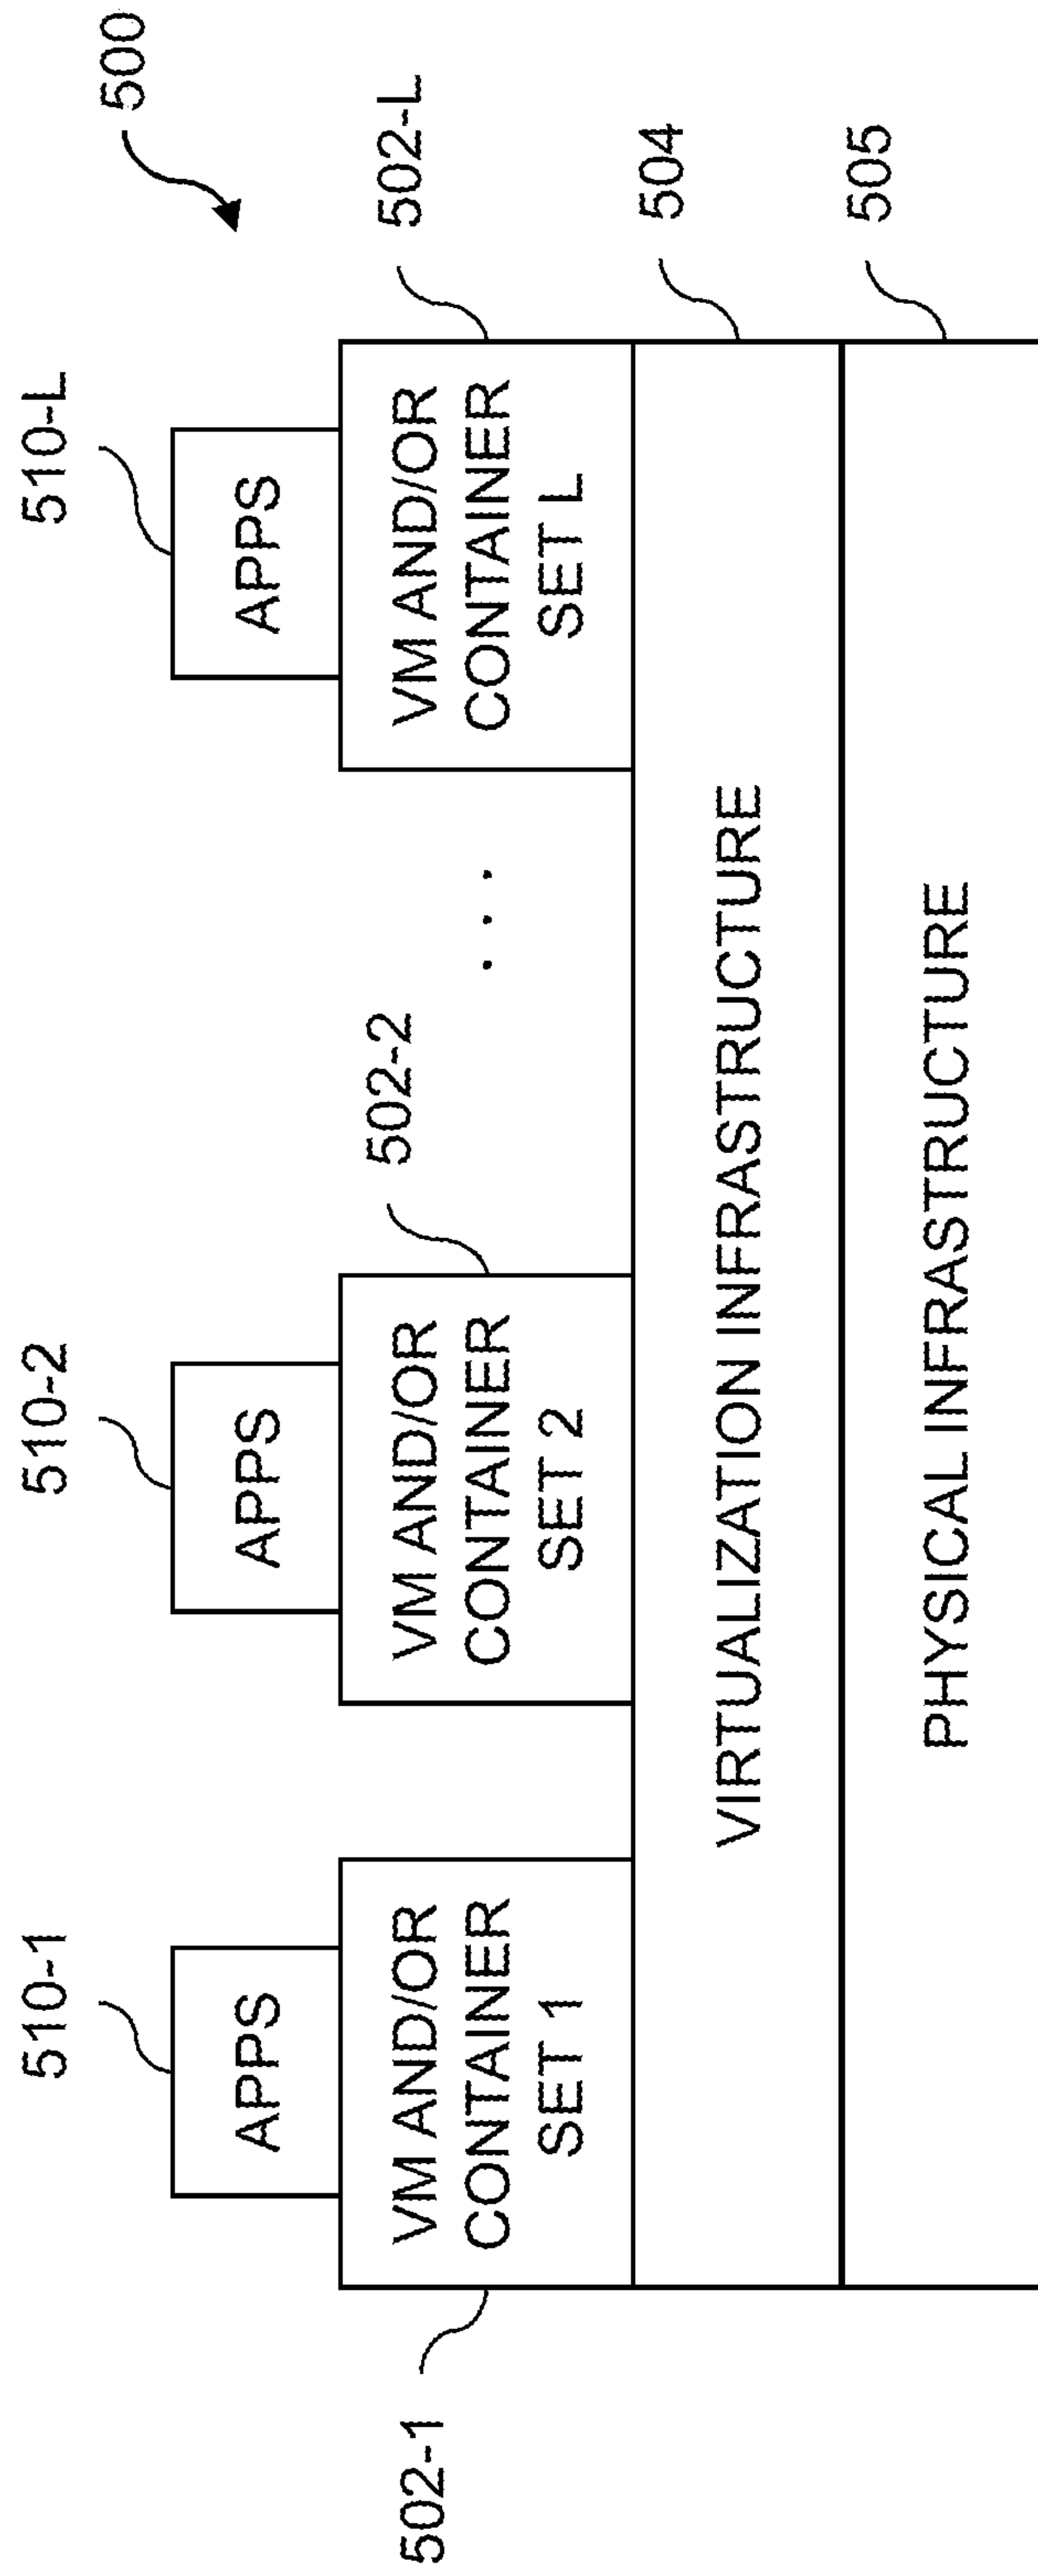 500
510-1
510-2
510-L
APPS
APPS
APPS
502-1
VM AND/OR
CONTAINER
SET 1
VM AND/OR
CONTAINER
SET 2
502-2
. . .
VM AND/OR
CONTAINER
SET L
502-L
VIRTUALIZATION INFRASTRUCTURE
504
PHYSICAL INFRASTRUCTURE
505